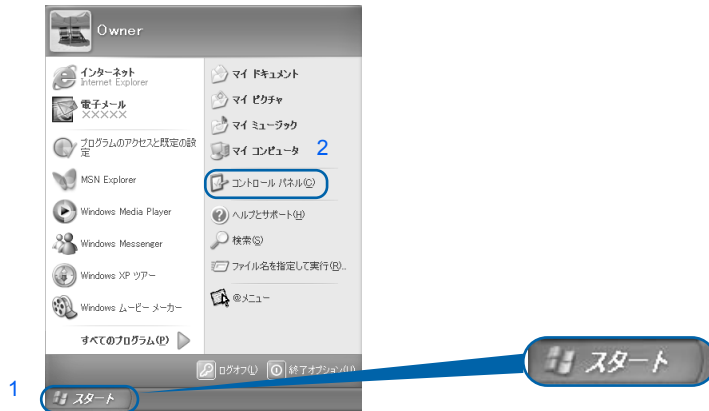 Owner
インターネット
Internet Explorer
電子メール
×××××
プログラムのアクセスと既定の設
定
MSN Explorer
Windows Media Player
Windows Messenger
Windows XP ツアー
Windows ムービー メーカー
すべてのプログラム(P)
マイ ドキュメント
マイ ピクチャ
マイ ミュージック
マイ コンピュータ
2
コントロール パネル(C)
ヘルプとサポート(H)
検索(S)
ファイル名を指定して実行(R)...
@メニュー
ログオフ(L)
終了オプション(U)
1
スタート
スタート